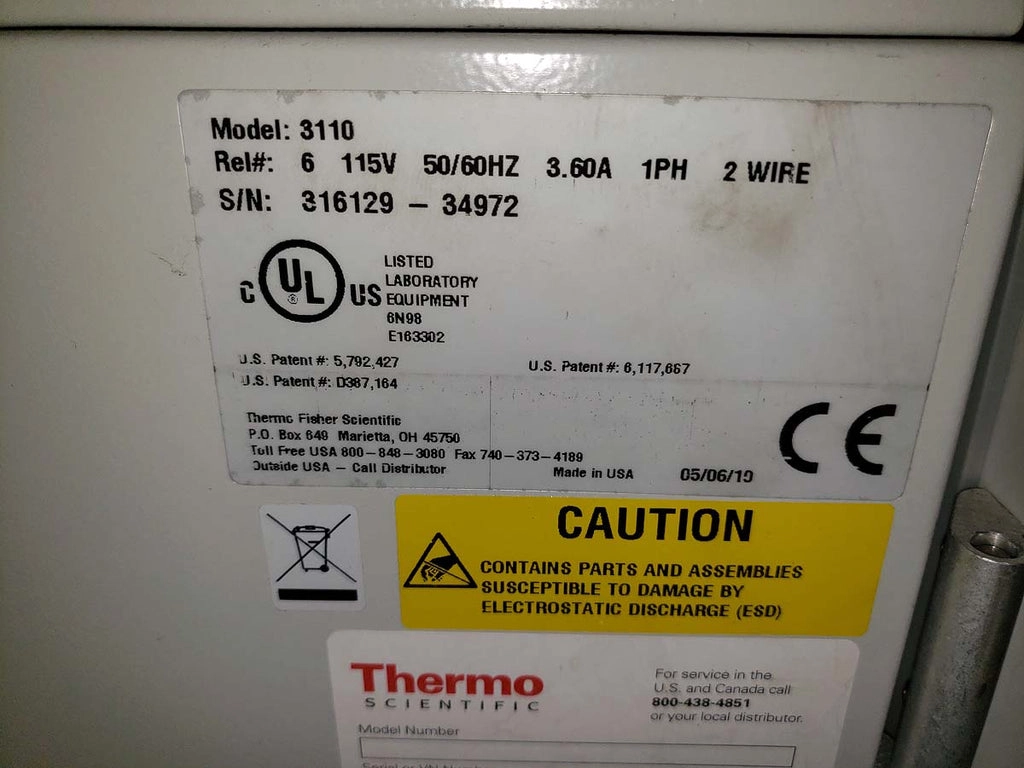 Model: 3110
Rel#: 6 115V 50/60HZ 3.60A 1PH 2 WIRE
S/N: 316129 – 34972
C UL® US
LISTED
LABORATORY
EQUIPMENT
6N98
E163302
U.S. Patent #: 5,792,427 U.S. Patent #: 6,117,687
U.S. Patent #: D387,164
Thermo Fisher Scientific
P.O. Box 649 Marietta, OH 45750
Toll Free USA 800–848–3080 Fax 740–373–4189
Outside USA – Call Distributor Made in USA 05/06/10
CE
CAUTION
CONTAINS PARTS AND ASSEMBLIES
SUSCEPTIBLE TO DAMAGE BY
ELECTROSTATIC DISCHARGE (ESD)
Thermo
SCIENTIFIC
For service in the
U.S. and Canada call
800-438-4851
or your local distributor.
Model Number